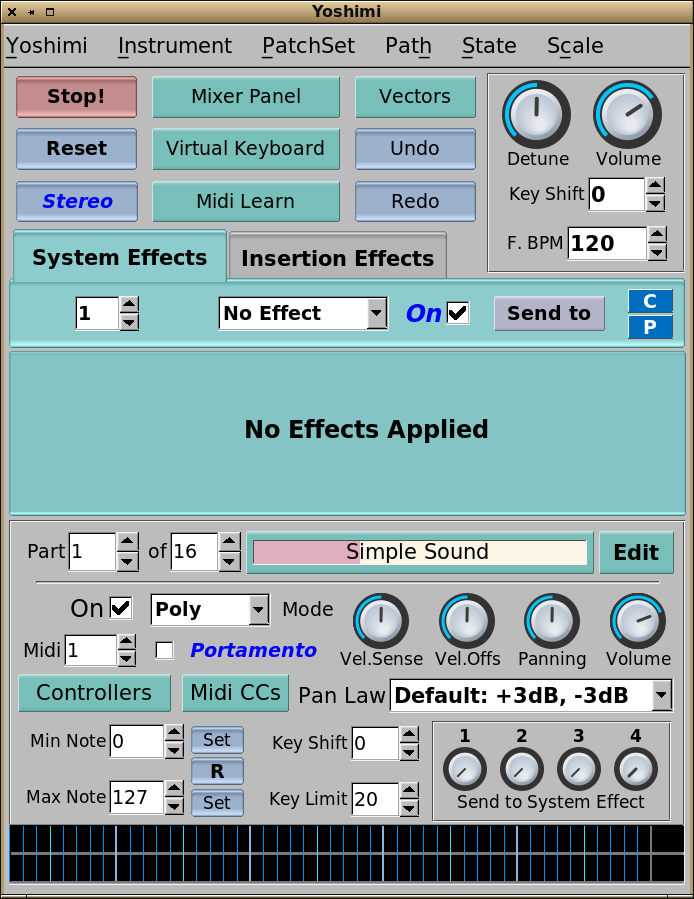 Yoshimi
Yoshimi Instrument PatchSet Path State Scale
Stop! Mixer Panel Vectors
Reset Virtual Keyboard Undo
Stereo Midi Learn Redo
Detune Volume
Key Shift 0
F. BPM 120
System Effects Insertion Effects
1 No Effect On Send to C
P
No Effects Applied
Part 1 of 16 Simple Sound Edit
On Poly Mode
Midi 1 Portamento
Vel.Sense Vel.Offs Panning Volume
Controllers Midi CCs Pan Law Default: +3dB, -3dB
Min Note 0 Set Key Shift 0
R
Max Note 127 Set Key Limit 20
1 2 3 4
Send to System Effect